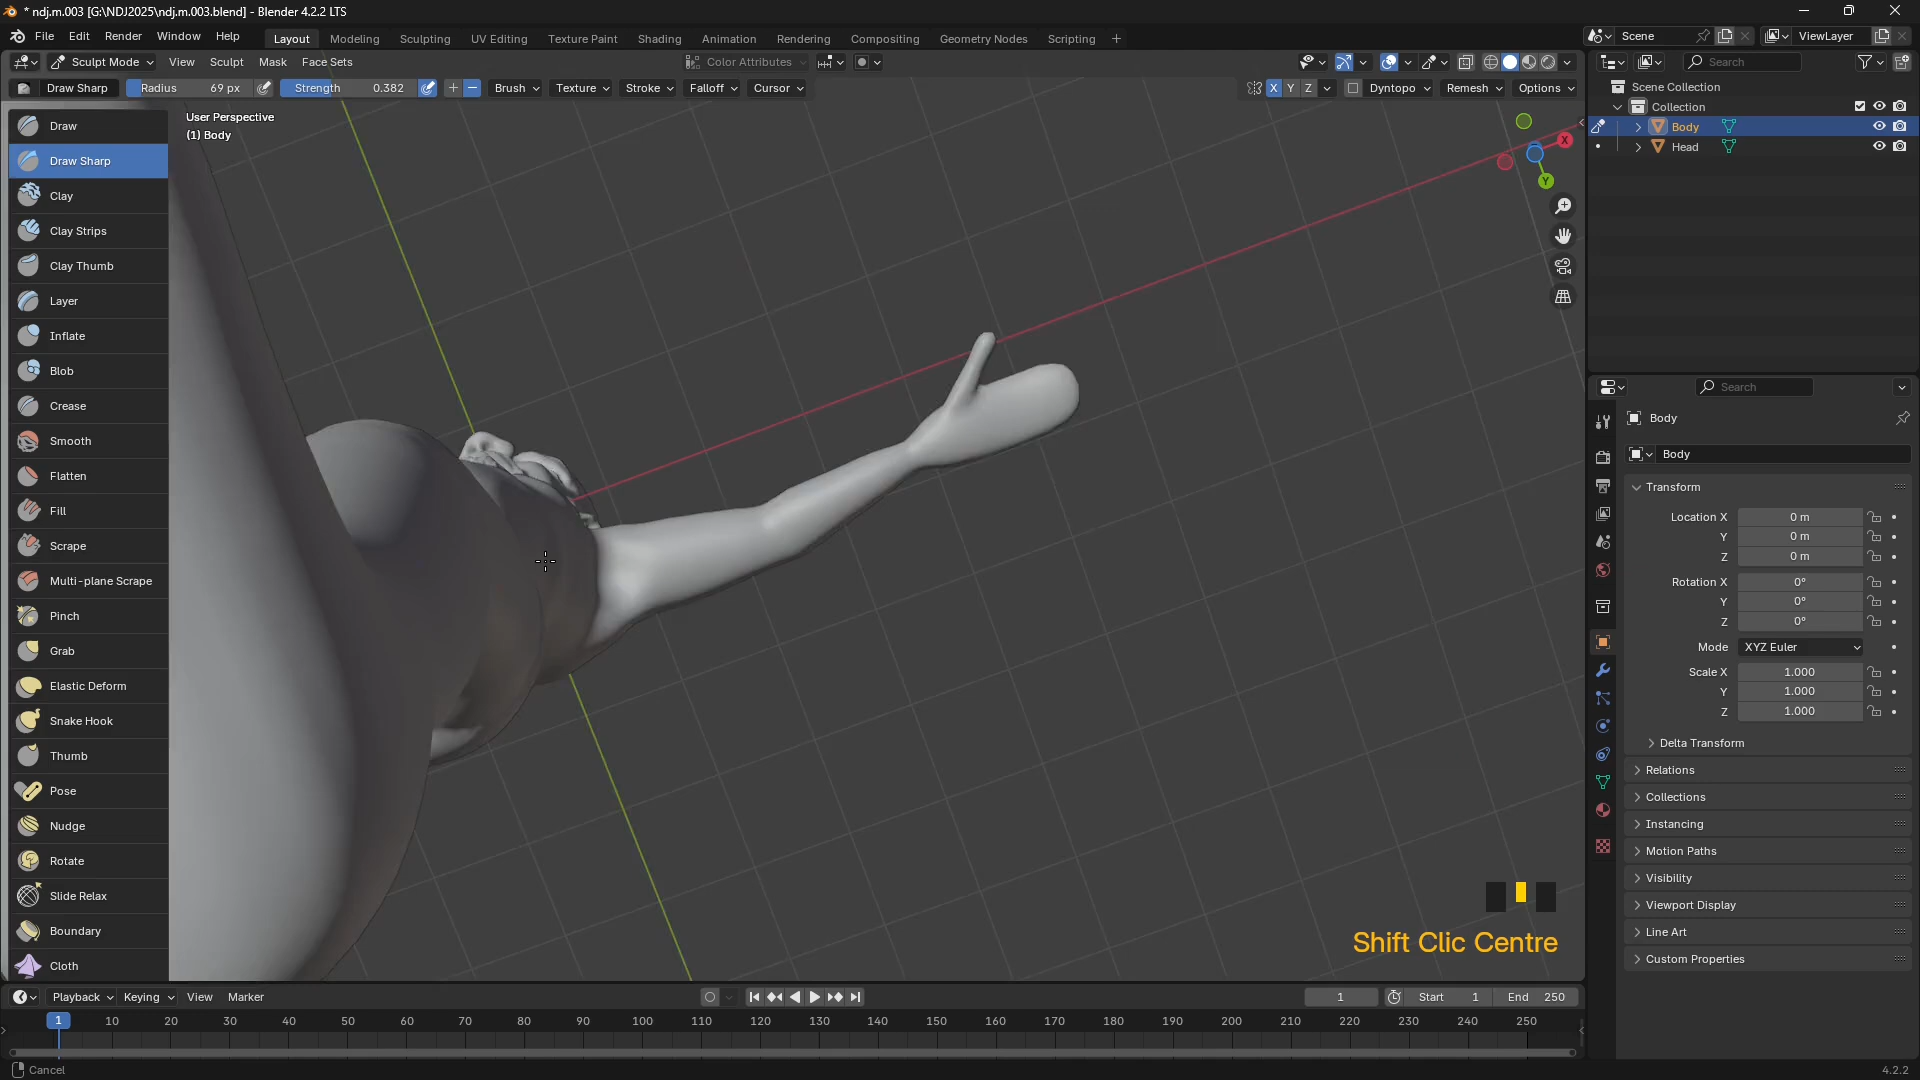 * ndj.m.003 [G:\NDJ2025\ndj.m.003.blend] - Blender 4.2.2 LTS
File Edit Render Window Help Layout Modeling Sculpting UV Editing Texture Paint Shading Animation Rendering Compositing Geometry Nodes Scripting +
Scene ViewLayer
Sculpt Mode View Sculpt Mask Face Sets Color Attributes Search
Draw Sharp Radius 69 px Strength 0.382 Brush Texture Stroke Falloff Cursor X Y Z Dyntopo Remesh Options
User Perspective
(1) Body
Draw
Draw Sharp
Clay
Clay Strips
Clay Thumb
Layer
Inflate
Blob
Crease
Smooth
Flatten
Fill
Scrape
Multi-plane Scrape
Pinch
Grab
Elastic Deform
Snake Hook
Thumb
Pose
Nudge
Rotate
Slide Relax
Boundary
Cloth
X
Y
Shift Clic Centre
Scene Collection
Collection
Body
Head
Search
Body
Body
Transform
Location X 0 m
Y 0 m
Z 0 m
Rotation X 0°
Y 0°
Z 0°
Mode XYZ Euler
Scale X 1.000
Y 1.000
Z 1.000
Delta Transform
Relations
Collections
Instancing
Motion Paths
Visibility
Viewport Display
Line Art
Custom Properties
Playback Keying View Marker 1 Start 1 End 250
1 10 20 30 40 50 60 70 80 90 100 110 120 130 140 150 160 170 180 190 200 210 220 230 240 250
Cancel 4.2.2